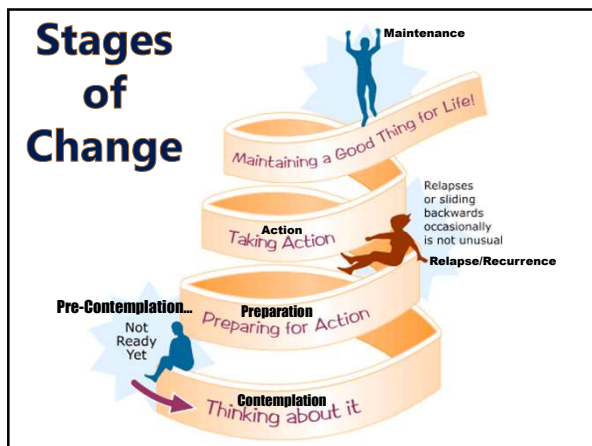 Stages
of
Change
Maintenance
Maintaining a Good Thing for Life!
Relapses
or sliding
backwards
occasionally
is not unusual
Relapse/Recurrence
Action
Taking Action
Pre-Contemplation...
Not
Ready
Yet
Preparation
Preparing for Action
Contemplation
Thinking about it